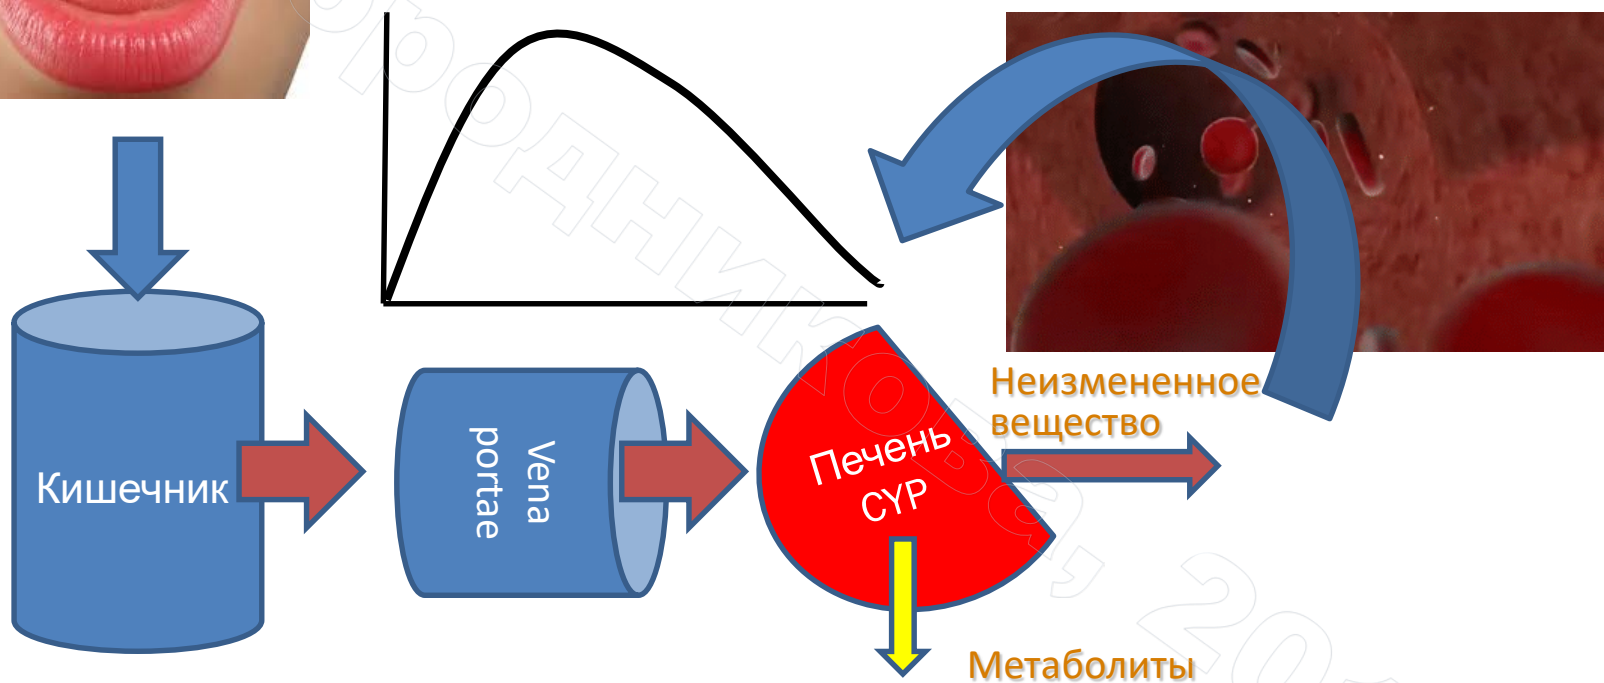 Неизмененное
вещество
Кишечник
Vena
portae
Печень
CYP
Метаболиты